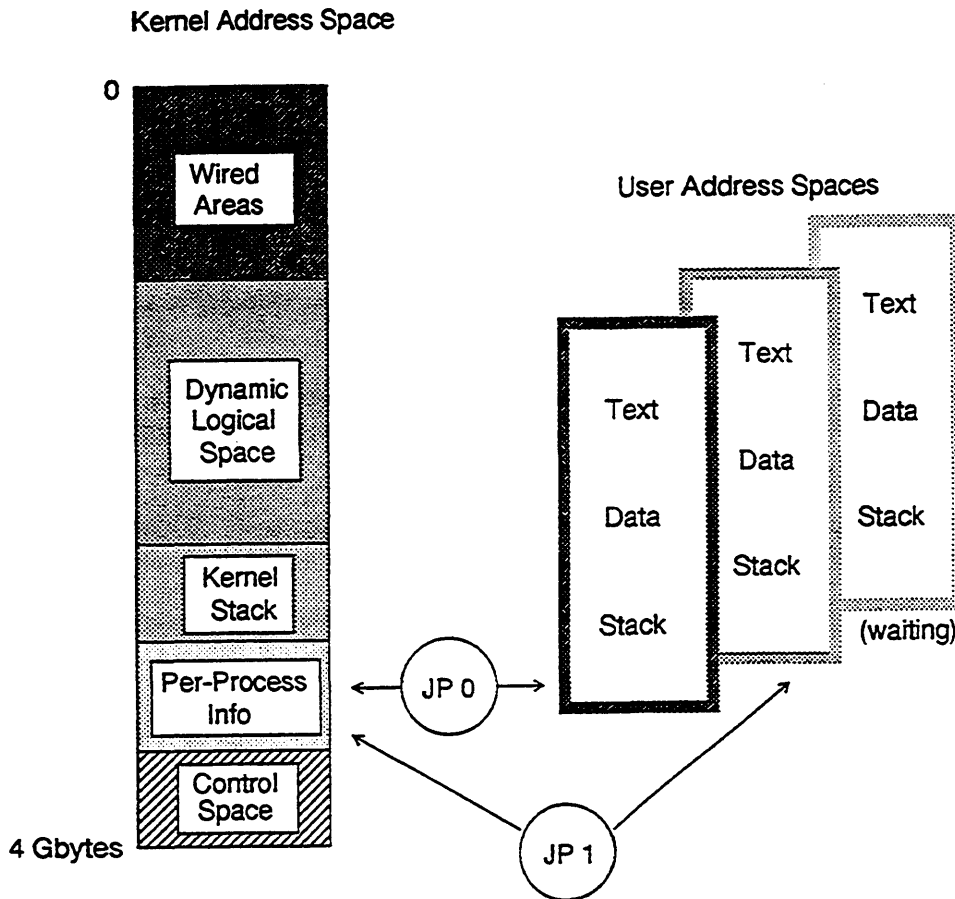 Kernel Address Space
0
Wired
Areas
Dynamic
Logical
Space
Kernel
Stack
Per-Process
Info
Control
Space
4 Gbytes
JP 0
JP 1
User Address Spaces
Text
Data
Stack
Text
Data
Stack
Text
Data
Stack
(waiting)